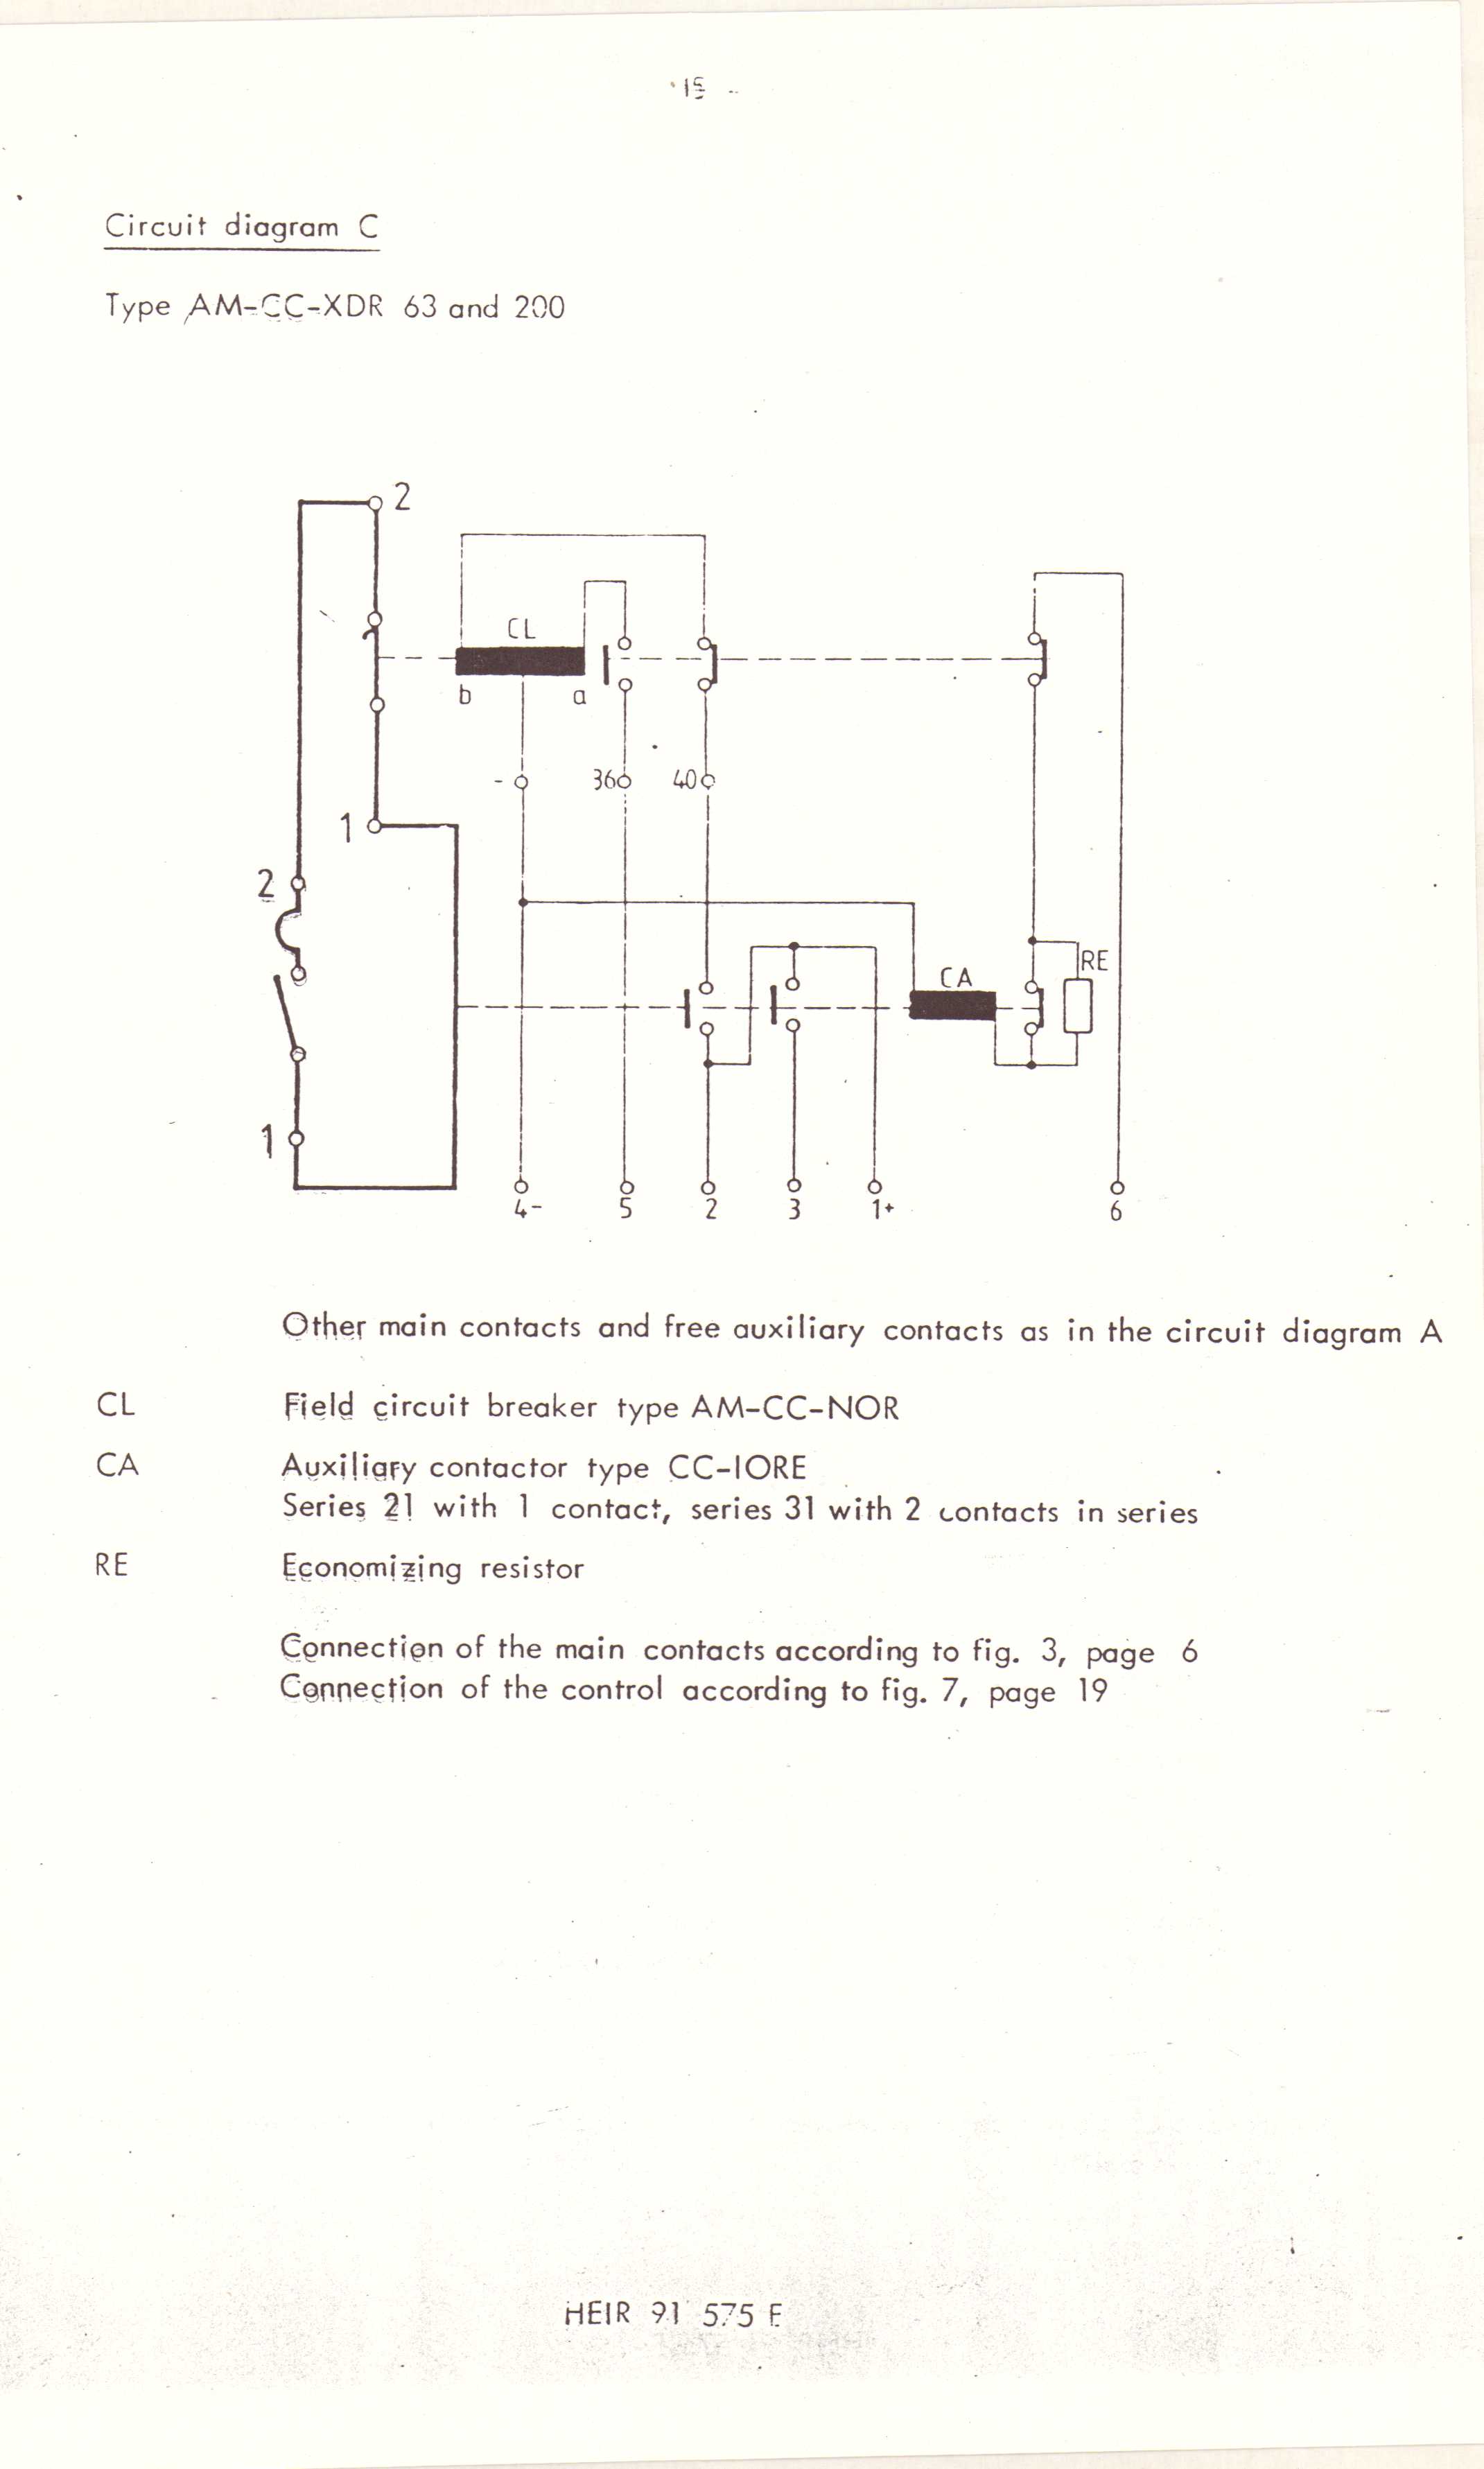 15 -
Circuit diagram C
Type AM-CC-XDR 63 and 200
2
CL
b a
- 36 40
1
2
RE
CA
1
4- 5 2 3 1+ 6
Other main contacts and free auxiliary contacts as in the circuit diagram A
CL Field circuit breaker type AM-CC-NOR
CA Auxiliary contactor type CC-IORE
Series 21 with 1 contact, series 31 with 2 contacts in series
RE Economizing resistor
Connection of the main contacts according to fig. 3, page 6
Connection of the control according to fig. 7, page 19
HEIR 91 575 E